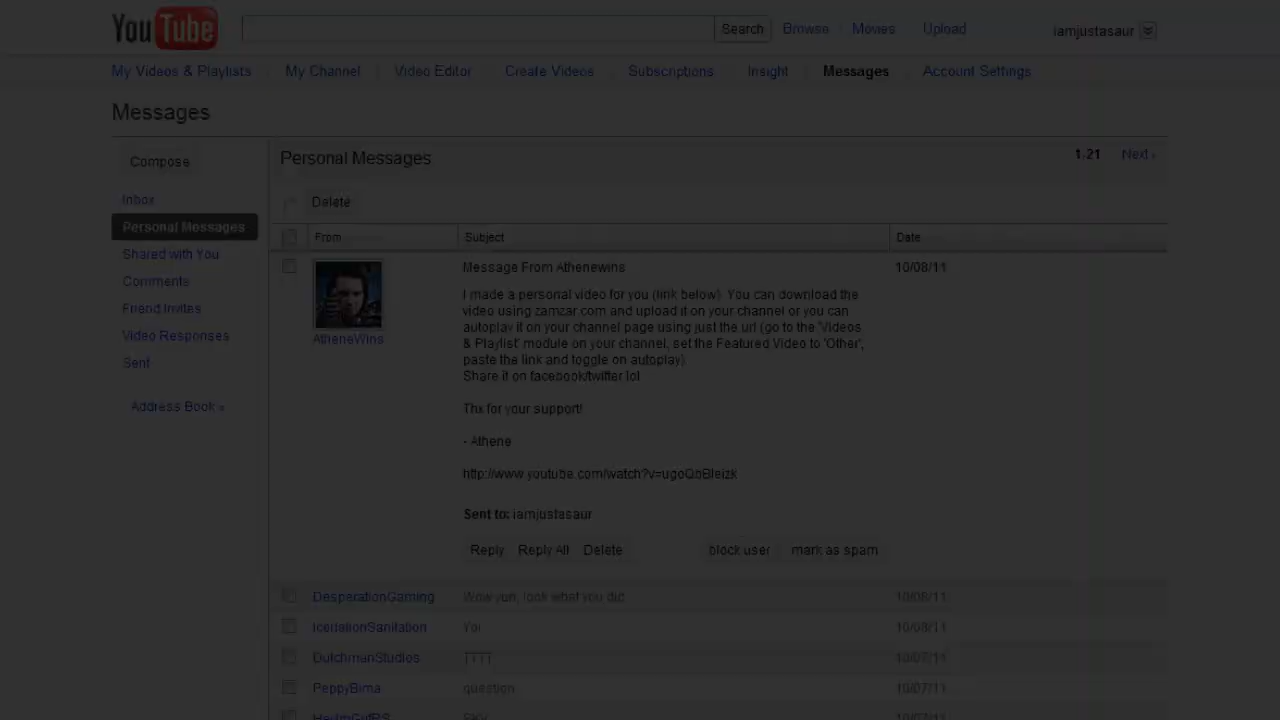 YouTube
Search
Browse
Movies
Upload
iamjustasaur
My Videos & Playlists
My Channel
Video Editor
Create Videos
Subscriptions
Insight
Messages
Account Settings
Messages
Compose
Inbox
Personal Messages
Shared with You
Comments
Friend Invites
Video Responses
Sent
Address Book »
Personal Messages
1-21
Next ›
Delete
From
Subject
Date
AtheneWins
Message From Athenewins
10/08/11
I made a personal video for you (link below). You can download the
video using zamzar.com and upload it on your channel or you can
autoplay it on your channel page using just the url (go to the 'Videos
& Playlist' module on your channel, set the Featured Video to 'Other',
paste the link and toggle on autoplay).
Share it on facebook/twitter lol
Thx for your support!
- Athene
http://www.youtube.com/watch?v=ugoQbBleizk
Sent to: iamjustasaur
Reply
Reply All
Delete
block user
mark as spam
DesperationGaming
look what you did
10/08/11
10/08/11
DutchmanStudios
TTTT
10/07/11
PeppyBima
question
10/07/11